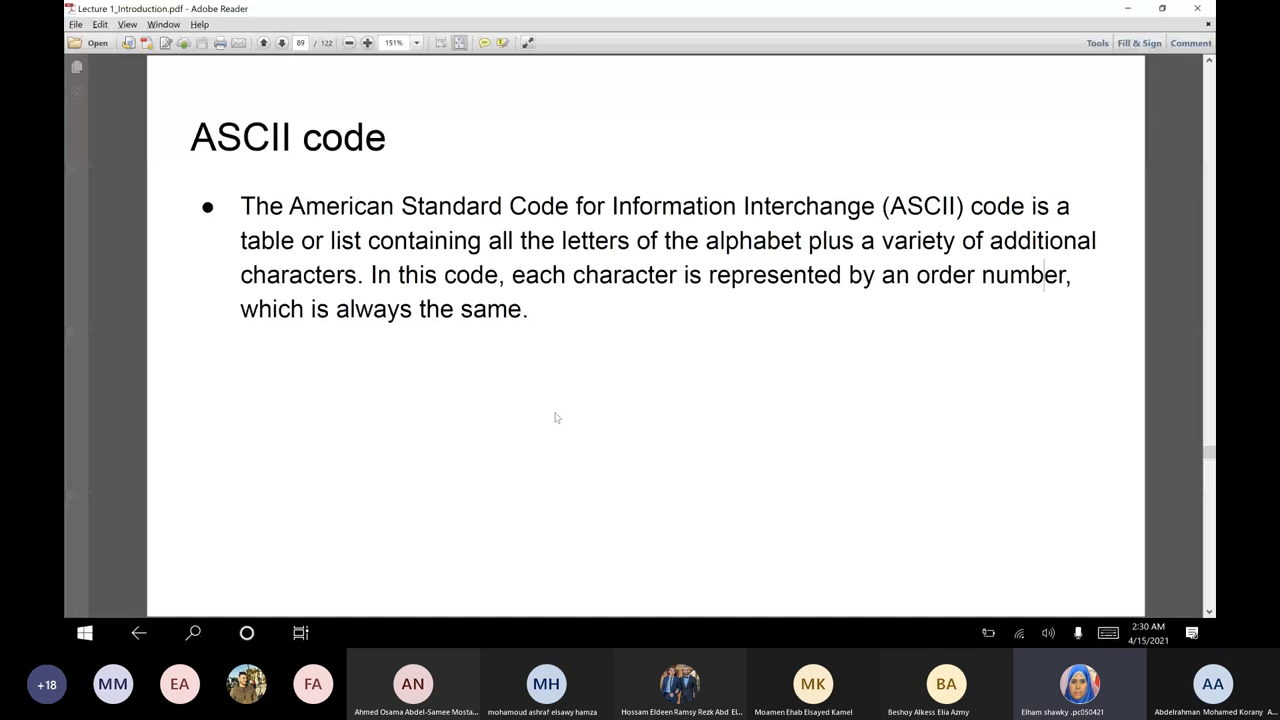 Lecture 1_Introduction.pdf - Adobe Reader
File Edit View Window Help
Open 89 / 122 151% Tools Fill & Sign Comment
ASCII code
● The American Standard Code for Information Interchange (ASCII) code is a
table or list containing all the letters of the alphabet plus a variety of additional
characters. In this code, each character is represented by an order number,
which is always the same.
2:30 AM
4/15/2021
+18 MM EA FA AN MH MK BA AA
Ahmed Osama Abdel-Samee Mosta... mohamoud ashraf elsawy hamza Hossam Eldeen Ramsy Rezk Abd El... Moamen Ehab Elsayed Kamel Beshoy Alkess Elia Azmy Elham shawky .pc050421 Abdelrahman Mohamed Korany A...